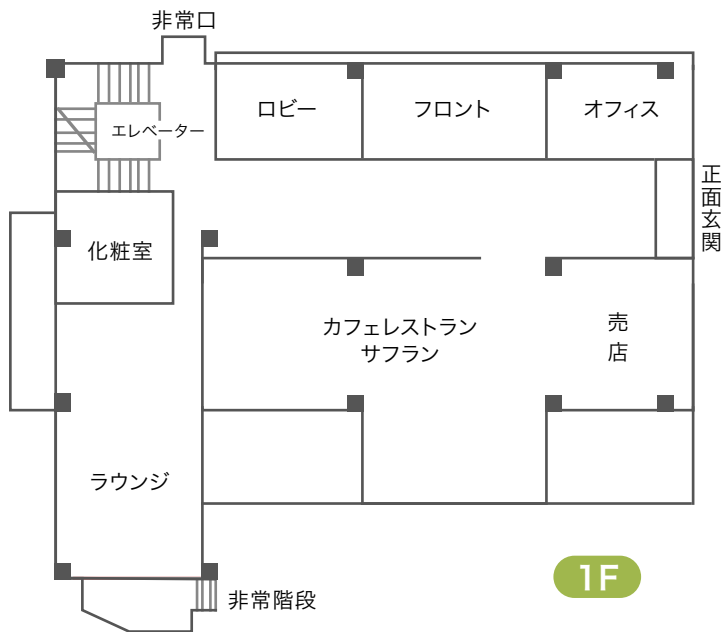 非常口
ロビー
フロント
オフィス
エレベーター
正面玄関
化粧室
カフェレストラン
サフラン
売店
ラウンジ
1F
非常階段